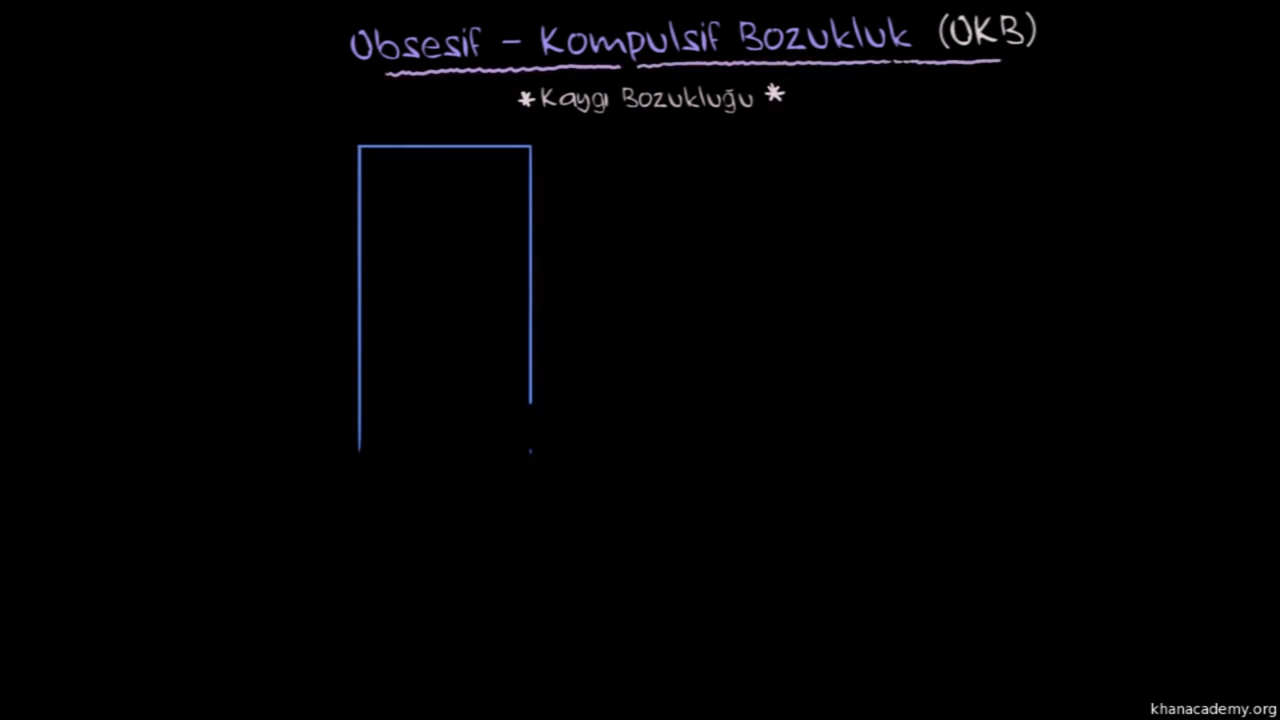 Obsesif - Kompulsif Bozukluk (OKB)
*Kaygı Bozukluğu*
khanacademy.org